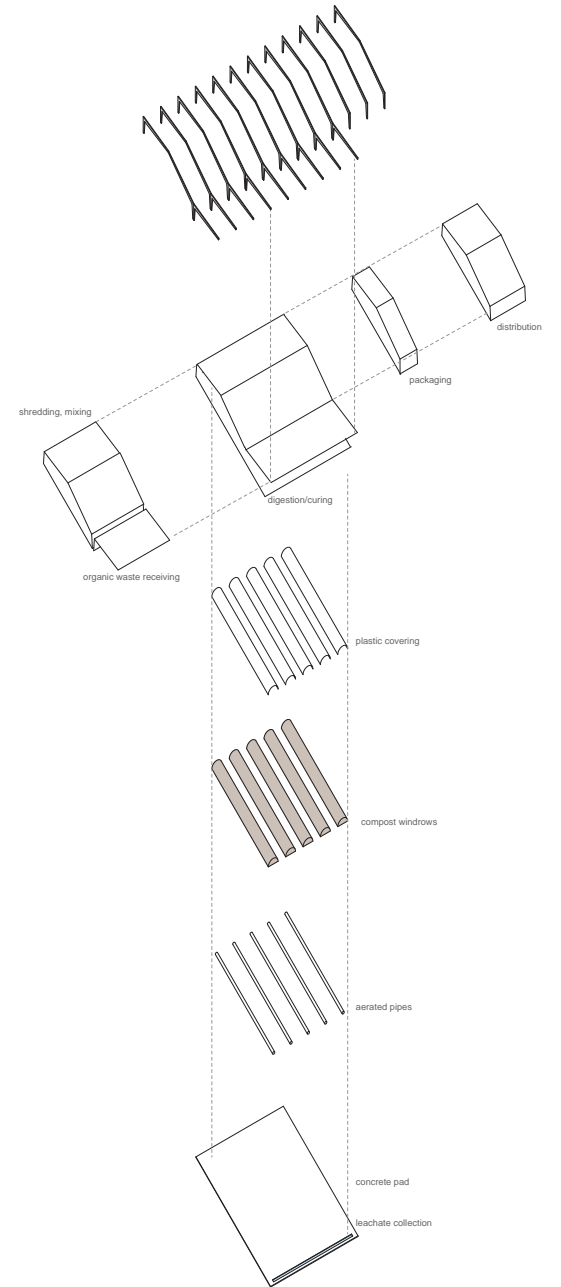 distribution
packaging
shredding, mixing
digestion/curing
organic waste receiving
plastic covering
compost windrows
aerated pipes
concrete pad
leachate collection